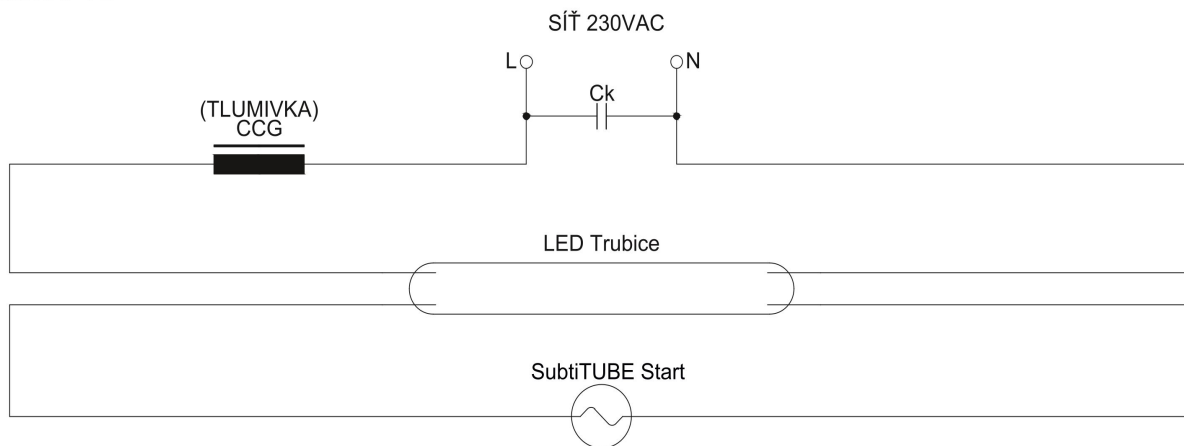 SÍŤ 230VAC
L
N
Ck
(TLUMIVKA)
CCG
LED Trubice
SubtiTUBE Start